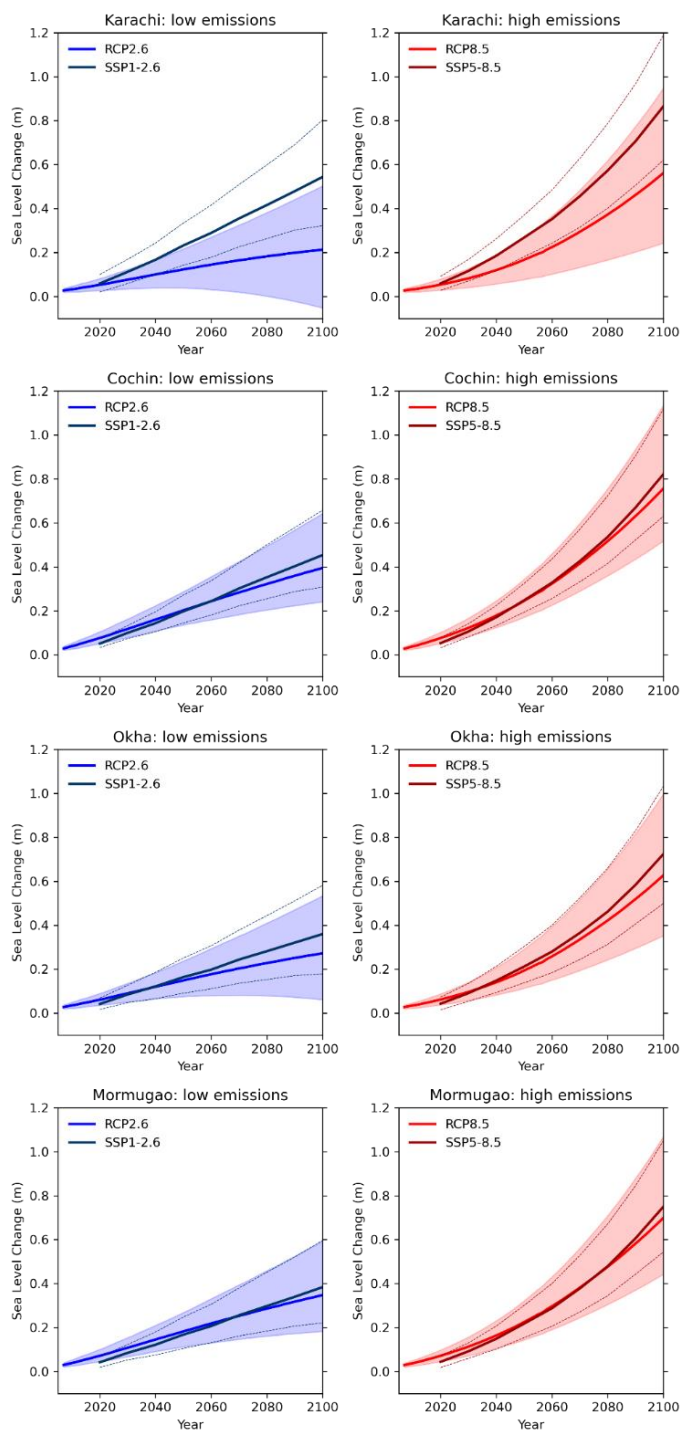 Karachi: low emissions
1.2
1.0
0.8
0.6
0.4
0.2
0.0
Sea Level Change (m)
RCP2.6
SSP1-2.6
2020 2040 2060 2080 2100
Year
Karachi: high emissions
1.2
1.0
0.8
0.6
0.4
0.2
0.0
Sea Level Change (m)
RCP8.5
SSP5-8.5
2020 2040 2060 2080 2100
Year
Cochin: low emissions
1.2
1.0
0.8
0.6
0.4
0.2
0.0
Sea Level Change (m)
RCP2.6
SSP1-2.6
2020 2040 2060 2080 2100
Year
Cochin: high emissions
1.2
1.0
0.8
0.6
0.4
0.2
0.0
Sea Level Change (m)
RCP8.5
SSP5-8.5
2020 2040 2060 2080 2100
Year
Okha: low emissions
1.2
1.0
0.8
0.6
0.4
0.2
0.0
Sea Level Change (m)
RCP2.6
SSP1-2.6
2020 2040 2060 2080 2100
Year
Okha: high emissions
1.2
1.0
0.8
0.6
0.4
0.2
0.0
Sea Level Change (m)
RCP8.5
SSP5-8.5
2020 2040 2060 2080 2100
Year
Mormugao: low emissions
1.2
1.0
0.8
0.6
0.4
0.2
0.0
Sea Level Change (m)
RCP2.6
SSP1-2.6
2020 2040 2060 2080 2100
Year
Mormugao: high emissions
1.2
1.0
0.8
0.6
0.4
0.2
0.0
Sea Level Change (m)
RCP8.5
SSP5-8.5
2020 2040 2060 2080 2100
Year